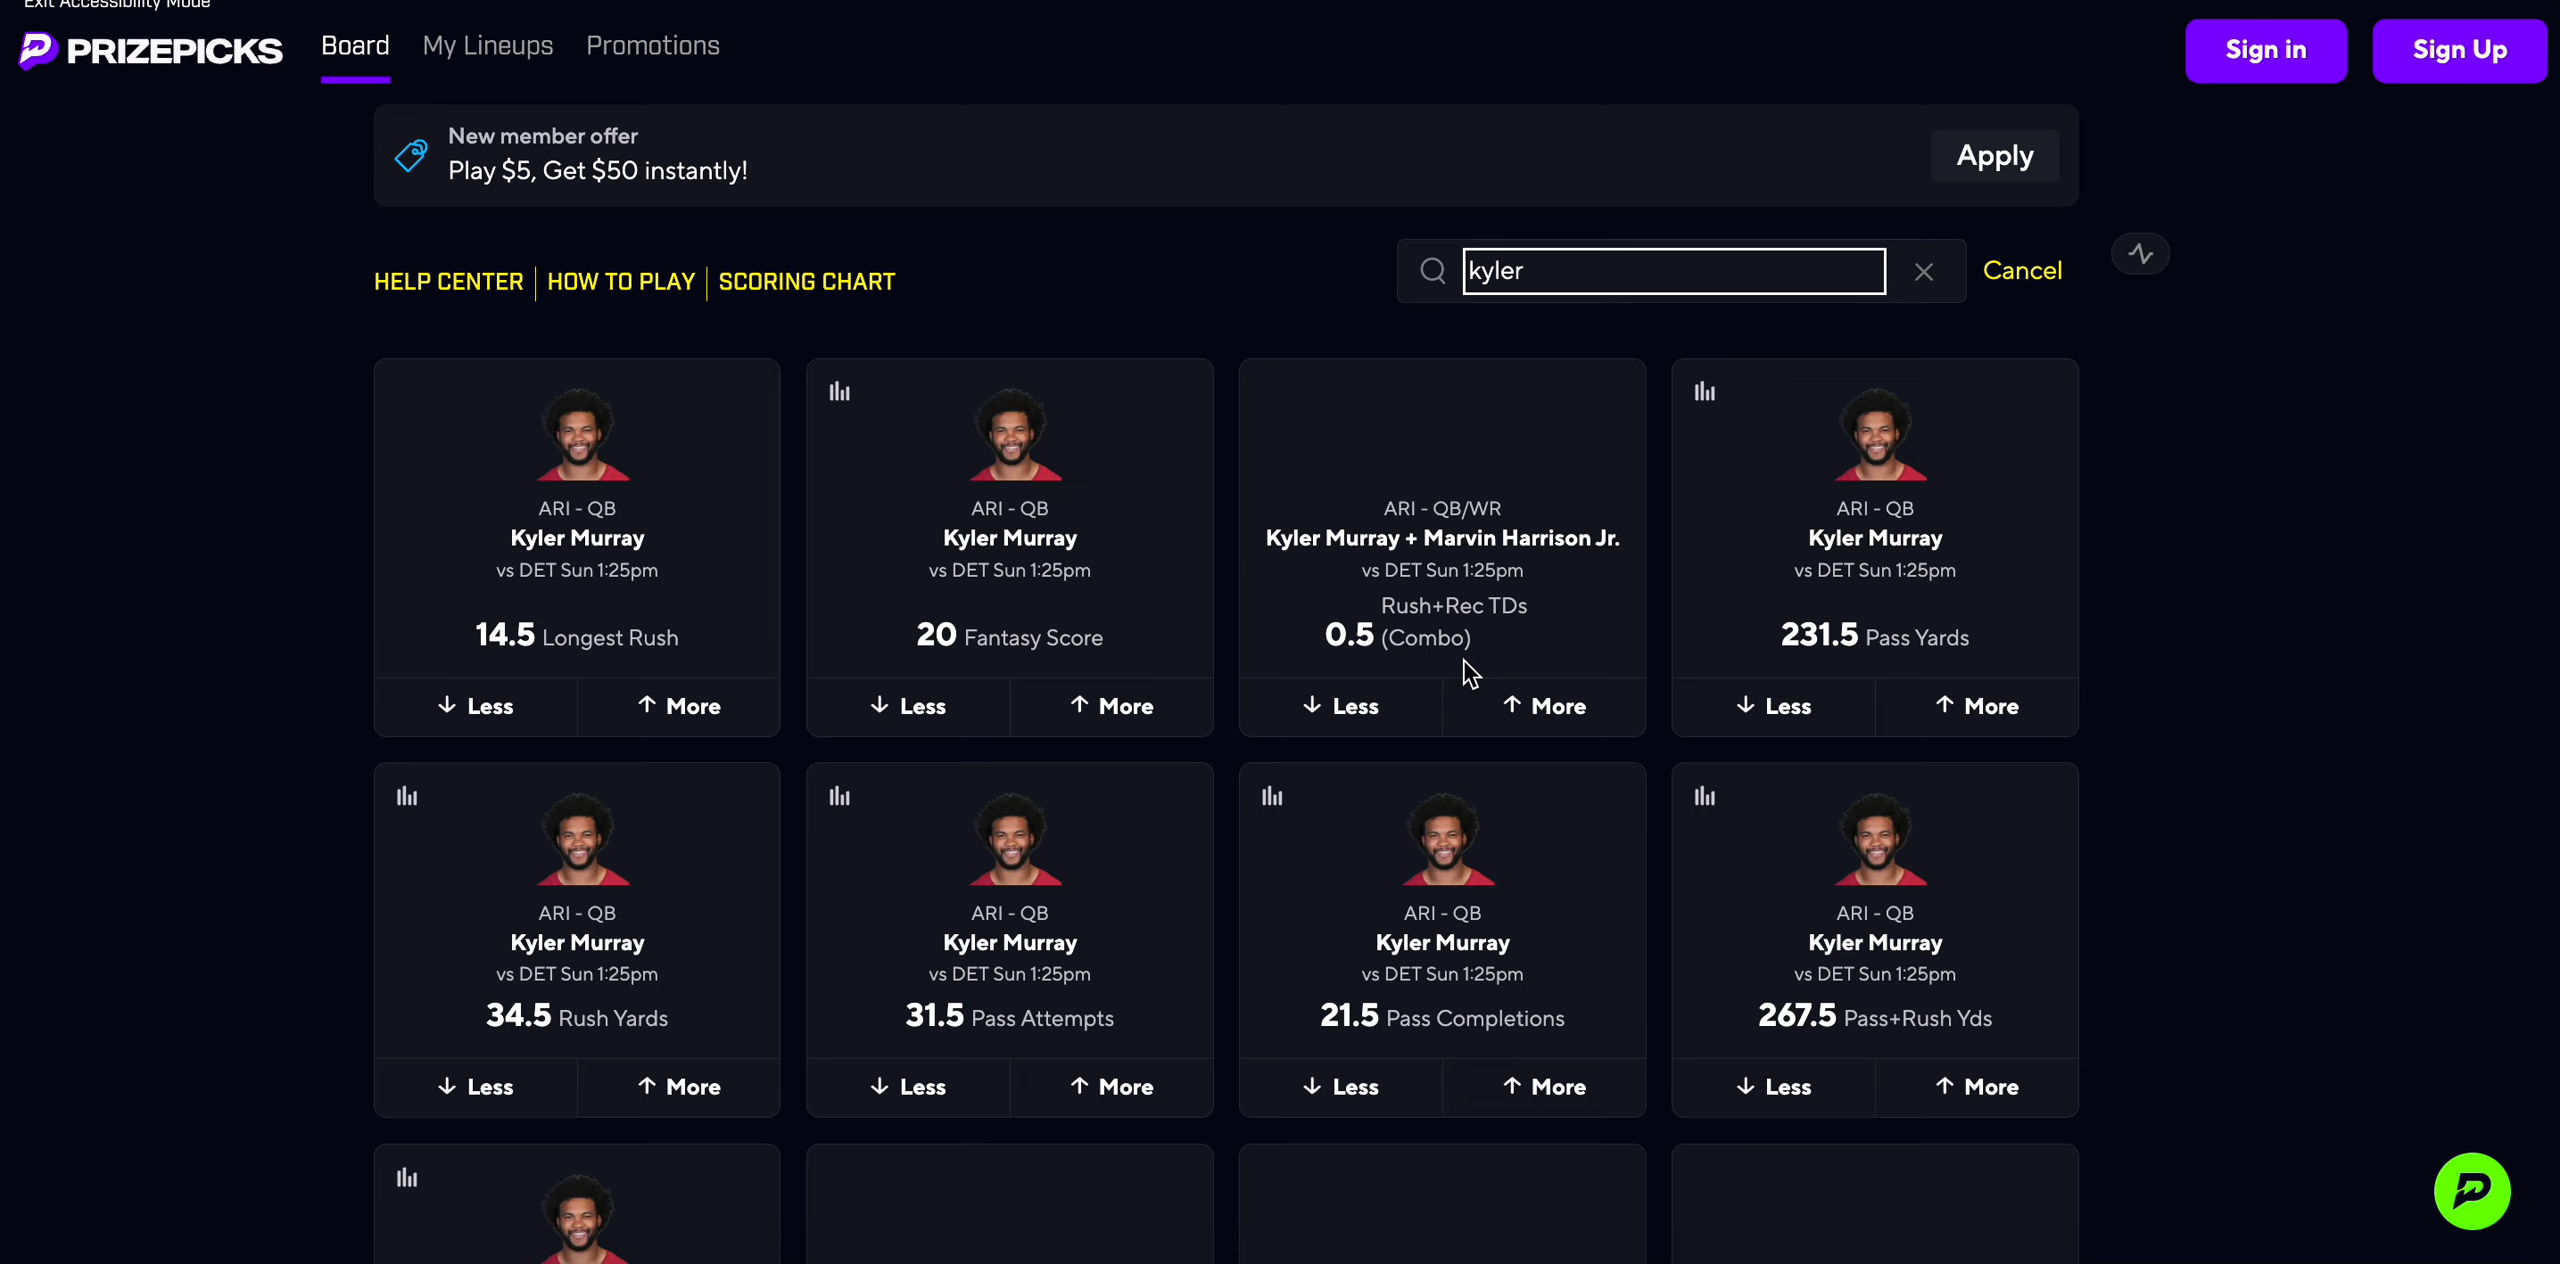 Exit Accessibility Mode
PRIZEPICKS
Board
My Lineups
Promotions
Sign in
Sign Up
New member offer
Play $5, Get $50 instantly!
Apply
HELP CENTER
HOW TO PLAY
SCORING CHART
kyler
Cancel
ARI - QB
Kyler Murray
vs DET Sun 1:25pm
14.5 Longest Rush
Less
More
ARI - QB
Kyler Murray
vs DET Sun 1:25pm
20 Fantasy Score
Less
More
ARI - QB/WR
Kyler Murray + Marvin Harrison Jr.
vs DET Sun 1:25pm
Rush+Rec TDs
0.5 (Combo)
Less
More
ARI - QB
Kyler Murray
vs DET Sun 1:25pm
231.5 Pass Yards
Less
More
ARI - QB
Kyler Murray
vs DET Sun 1:25pm
34.5 Rush Yards
Less
More
ARI - QB
Kyler Murray
vs DET Sun 1:25pm
31.5 Pass Attempts
Less
More
ARI - QB
Kyler Murray
vs DET Sun 1:25pm
21.5 Pass Completions
Less
More
ARI - QB
Kyler Murray
vs DET Sun 1:25pm
267.5 Pass+Rush Yds
Less
More